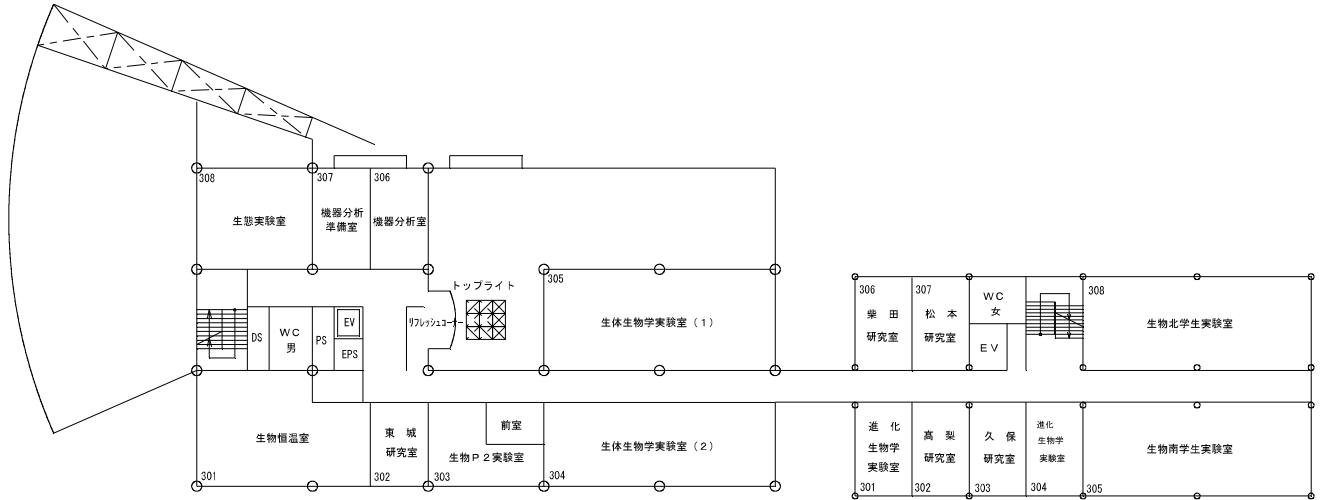 308
生態実験室
307
機器分析
準備室
306
機器分析室
トップライト
リフレッシュコーナー
305
生体生物学実験室(1)
DS
WC
男
PS
EV
EPS
生物恒温室
301
東 城
研究室
302
前室
生物P2実験室
303
生体生物学実験室(2)
304
306
柴 田
研究室
307
松 本
研究室
WC
女
EV
308
生物北学生実験室
進 化
生物学
実験室
301
髙 梨
研究室
302
久 保
研究室
303
進化
生物学
実験室
304
生物南学生実験室
305